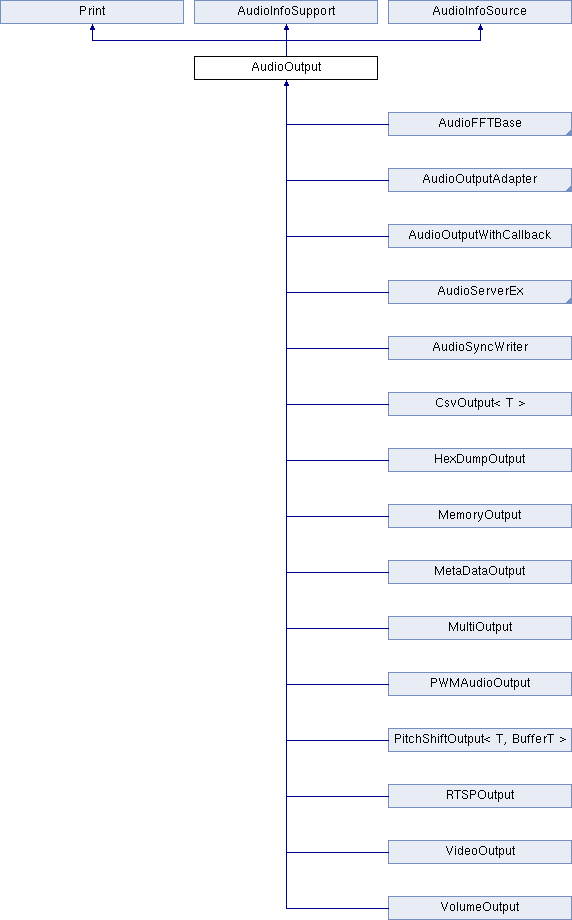 Print
AudioInfoSupport
AudioInfoSource
AudioOutput
AudioFFTBase
AudioOutputAdapter
AudioOutputWithCallback
AudioServerEx
AudioSyncWriter
CsvOutput< T >
HexDumpOutput
MemoryOutput
MetaDataOutput
MultiOutput
PWMAudioOutput
PitchShiftOutput< T, BufferT >
RTSPOutput
VideoOutput
VolumeOutput